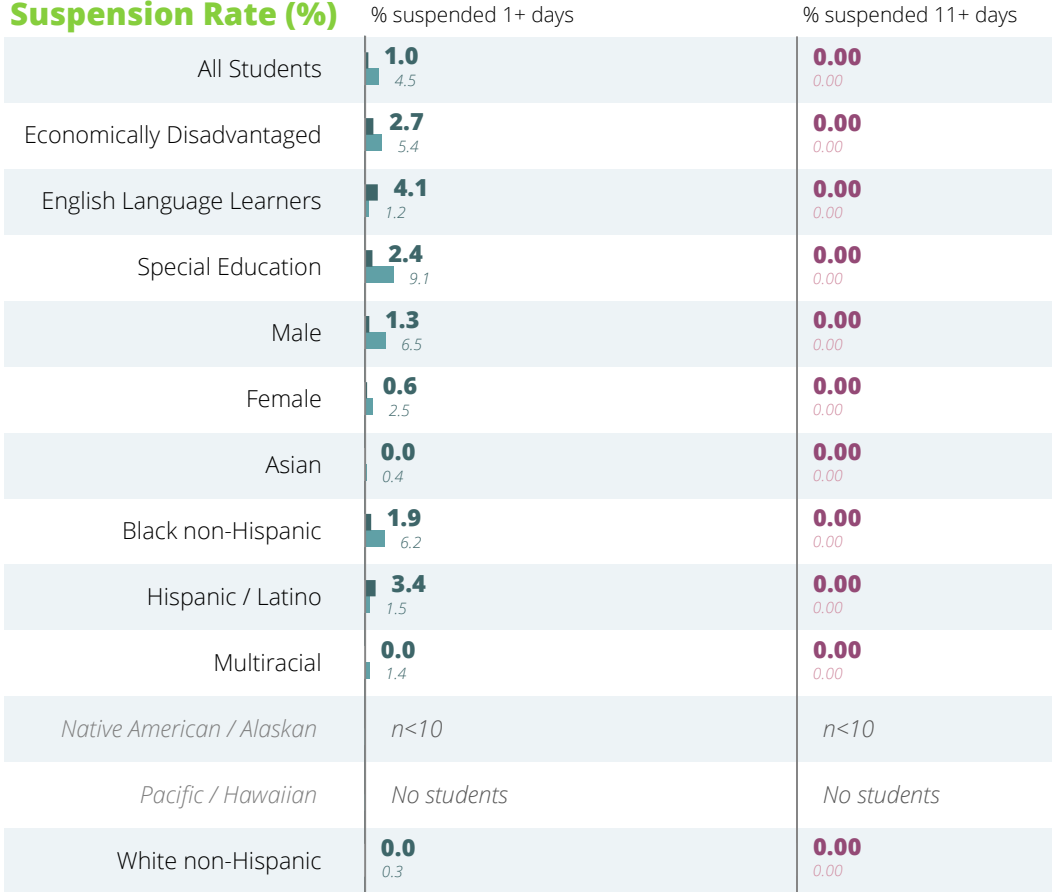 Suspension Rate (%) % suspended 1+ days % suspended 11+ days
All Students 1.0 0.00
4.5 0.00
Economically Disadvantaged 2.7 0.00
5.4 0.00
English Language Learners 4.1 0.00
1.2 0.00
Special Education 2.4 0.00
9.1 0.00
Male 1.3 0.00
6.5 0.00
Female 0.6 0.00
2.5 0.00
Asian 0.0 0.00
0.4 0.00
Black non-Hispanic 1.9 0.00
6.2 0.00
Hispanic / Latino 3.4 0.00
1.5 0.00
Multiracial 0.0 0.00
1.4 0.00
Native American / Alaskan n<10 n<10
Pacific / Hawaiian No students No students
White non-Hispanic 0.0 0.00
0.3 0.00